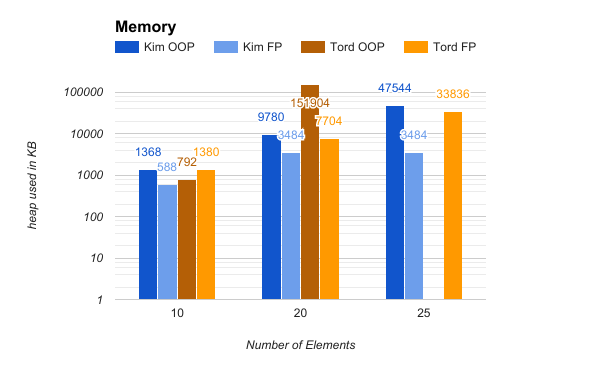 Memory
Kim OOP Kim FP Tord OOP Tord FP
100000
10000
1000
100
10
1
heap used in KB
1368 588 792 1380
9780 3484 151904 7704
47544 3484 33836
10 20 25
Number of Elements